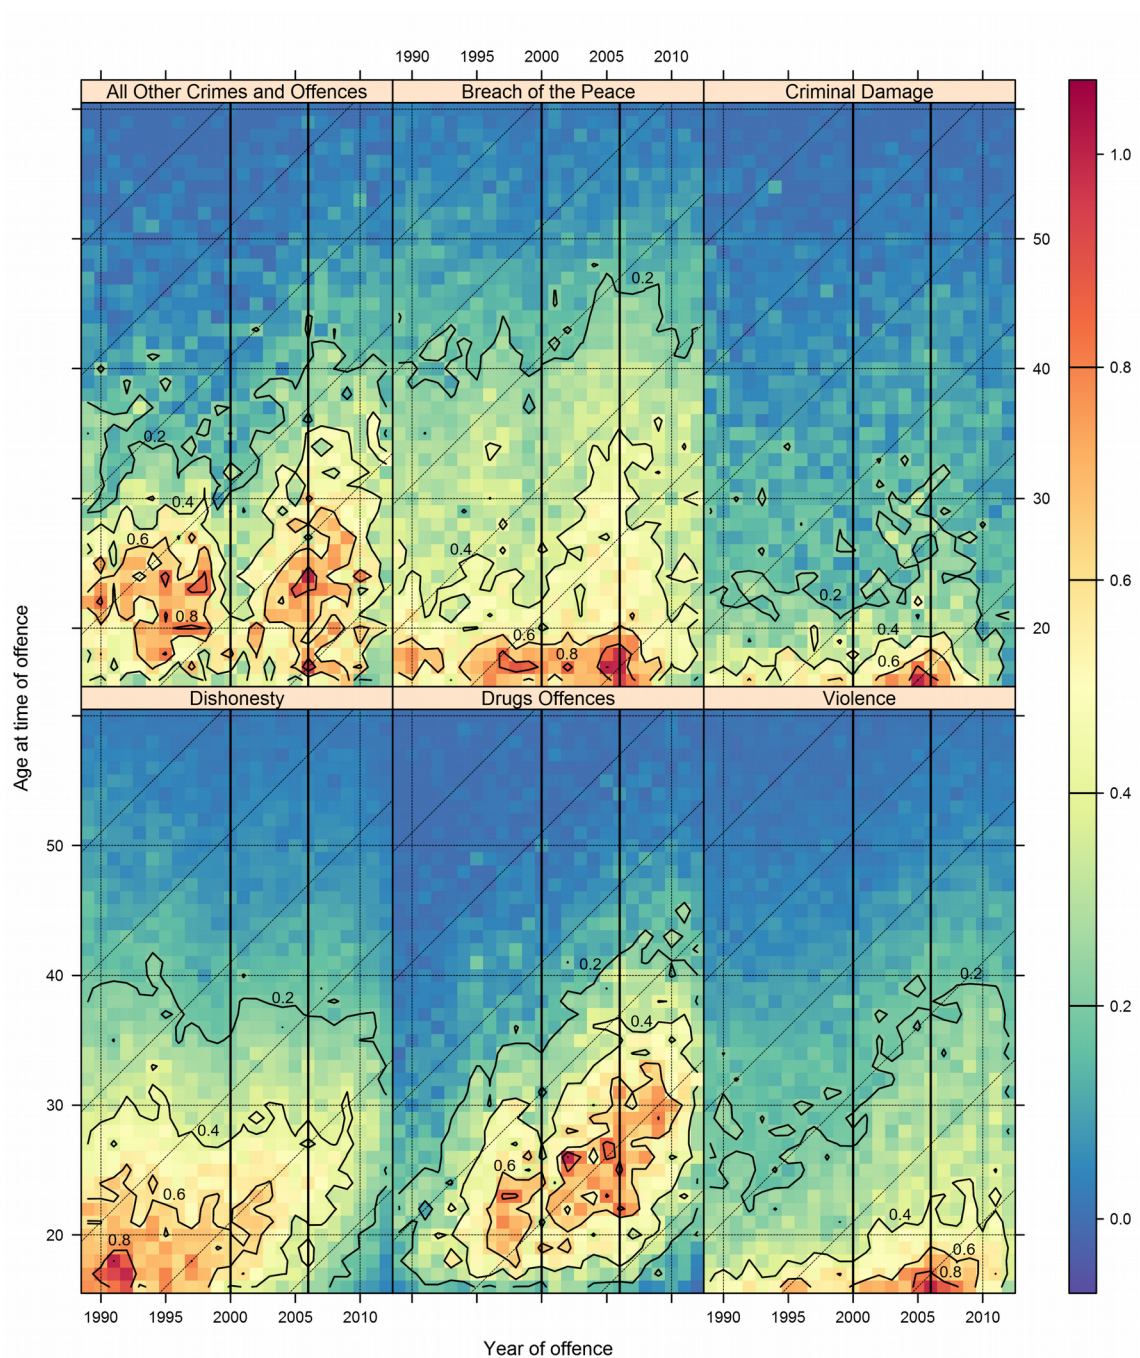 1990 1995 2000 2005 2010
All Other Crimes and Offences Breach of the Peace Criminal Damage
1.0
50
0.2
40 0.8
0.2
0.4 30
0.6 0.6
0.4
0.2
0.8 0.4 20
0.6
0.8 0.6
Dishonesty Drugs Offences Violence
Age at time of offence
0.4
50
40 0.2 0.2
0.2 0.2
0.4
30
0.4
0.6
0.6 0.4
20 0.8 0.0
0.6
0.8
1990 1995 2000 2005 2010 1990 1995 2000 2005 2010
Year of offence